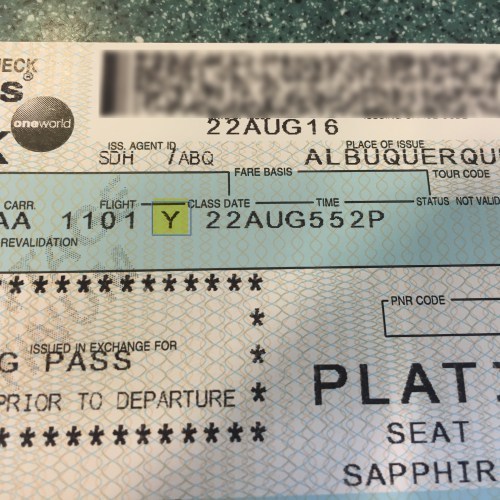 HECK
s®
oneworld
K
22AUG16
ISS. AGENT ID PLACE OF ISSUE
SDH /ABQ ALBUQUERQU
FARE BASIS TOUR CODE
CARR. FLIGHT CLASS DATE TIME STATUS NOT VALID
AA 1101 Y 22AUG552P
REVALIDATION
* * * * * * * * * * * * *
*
PNR CODE
ISSUED IN EXCHANGE FOR
G PASS *
PLATI
PRIOR TO DEPARTURE *
SEAT
* * * * * * * * * * * * *
SAPPHIR